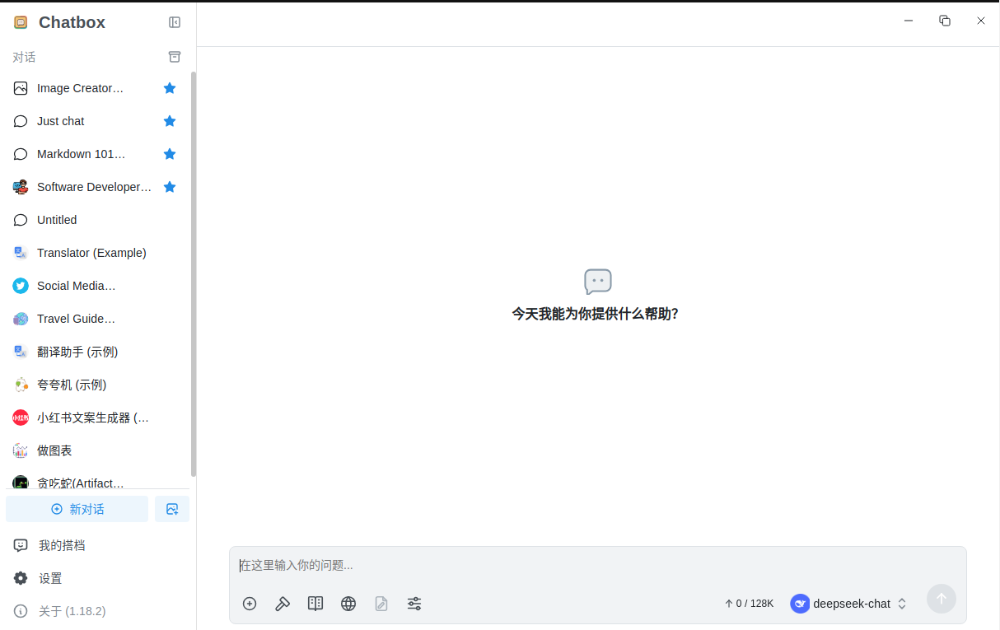 Chatbox
对话
Image Creator…
Just chat
Markdown 101…
Software Developer…
Untitled
Translator (Example)
Social Media…
Travel Guide…
翻译助手 (示例)
夸夸机 (示例)
小红书文案生成器 (…
做图表
贪吃蛇(Artifact…
新对话
我的搭档
设置
关于 (1.18.2)
今天我能为你提供什么帮助?
在这里输入你的问题...
0 / 128K
deepseek-chat
小红书